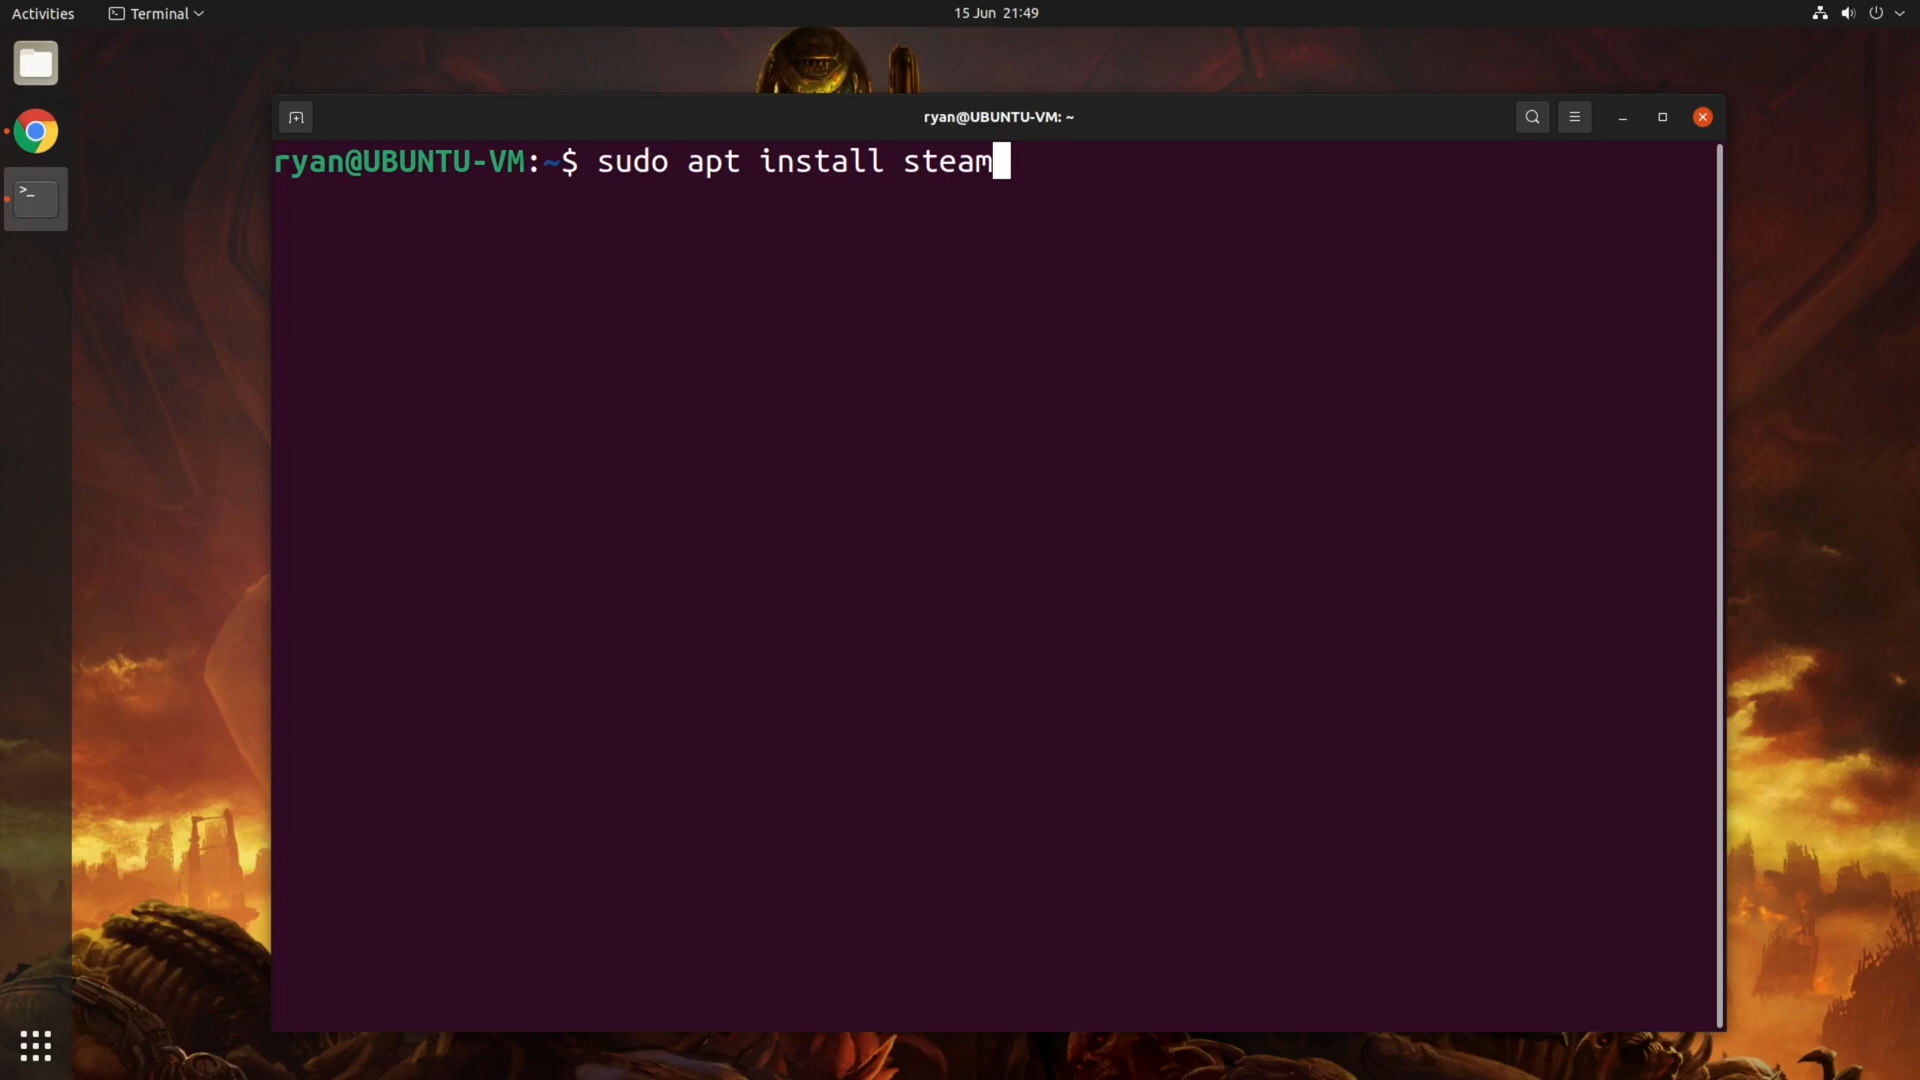 Activities
Terminal
15 Jun 21:49
ryan@UBUNTU-VM: ~
ryan@UBUNTU-VM:~$ sudo apt install steam
>_